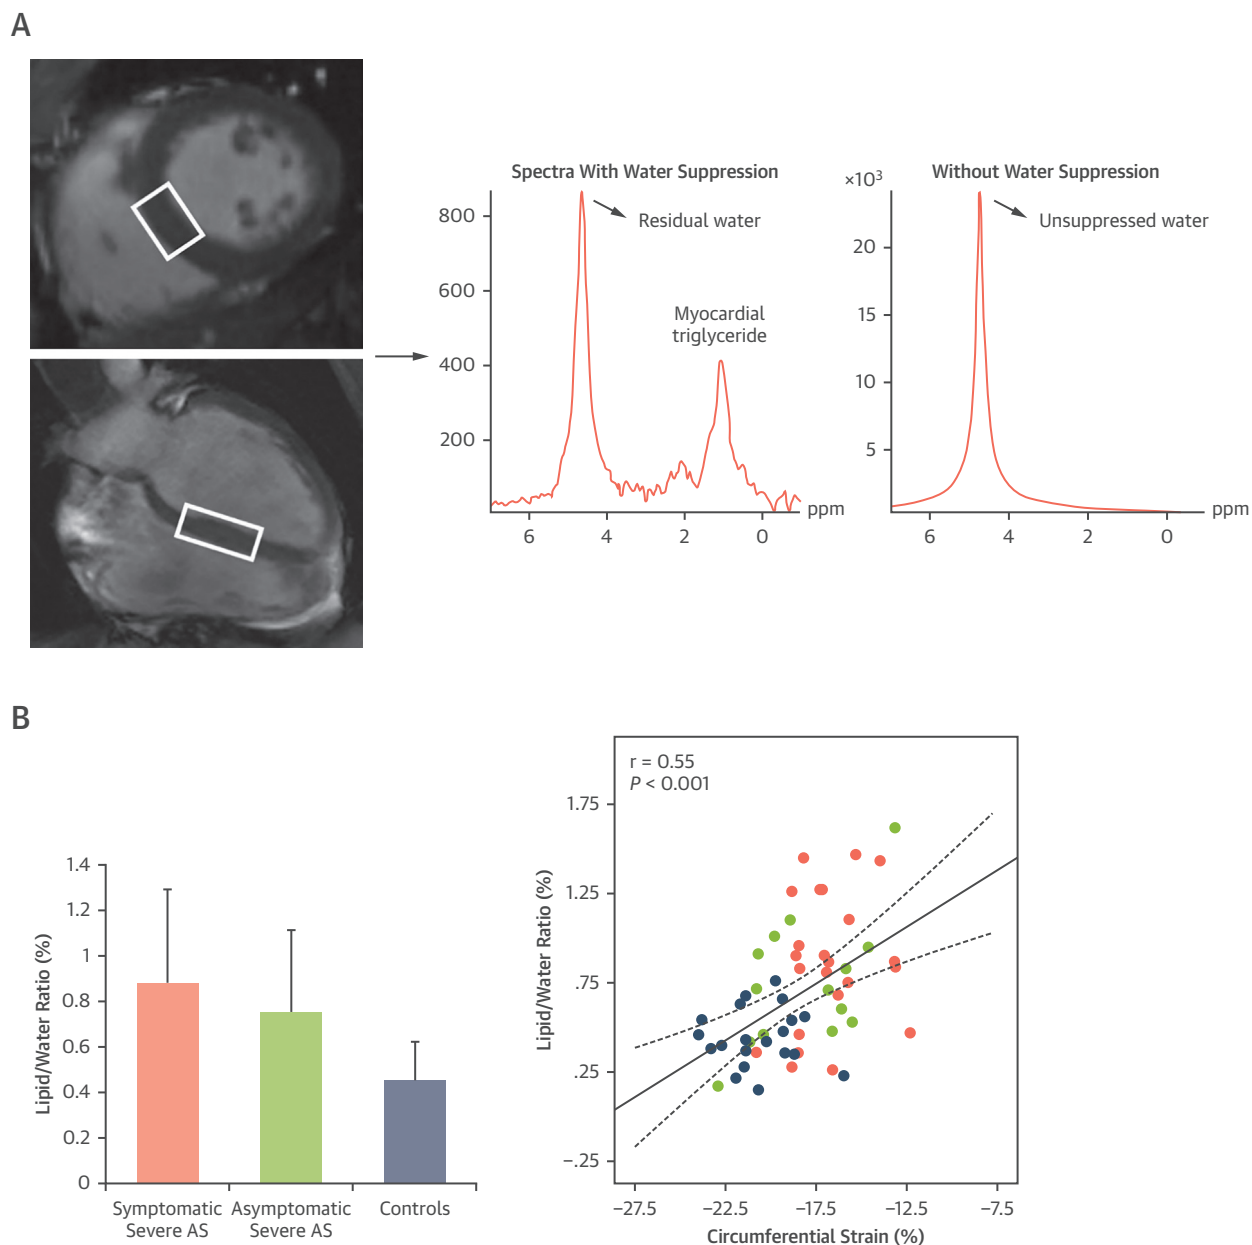 A
Spectra With Water Suppression
800
600
400
200
Residual water
Myocardial
triglyceride
6 4 2 0
ppm
Without Water Suppression
×10³
20
15
10
5
Unsuppressed water
6 4 2 0
ppm
B
Lipid/Water Ratio (%)
1.4
1.2
1
0.8
0.6
0.4
0.2
0
Symptomatic
Severe AS
Asymptomatic
Severe AS
Controls
r = 0.55
P < 0.001
Lipid/Water Ratio (%)
1.75
1.25
.75
.25
−.25
−27.5 −22.5 −17.5 −12.5 −7.5
Circumferential Strain (%)